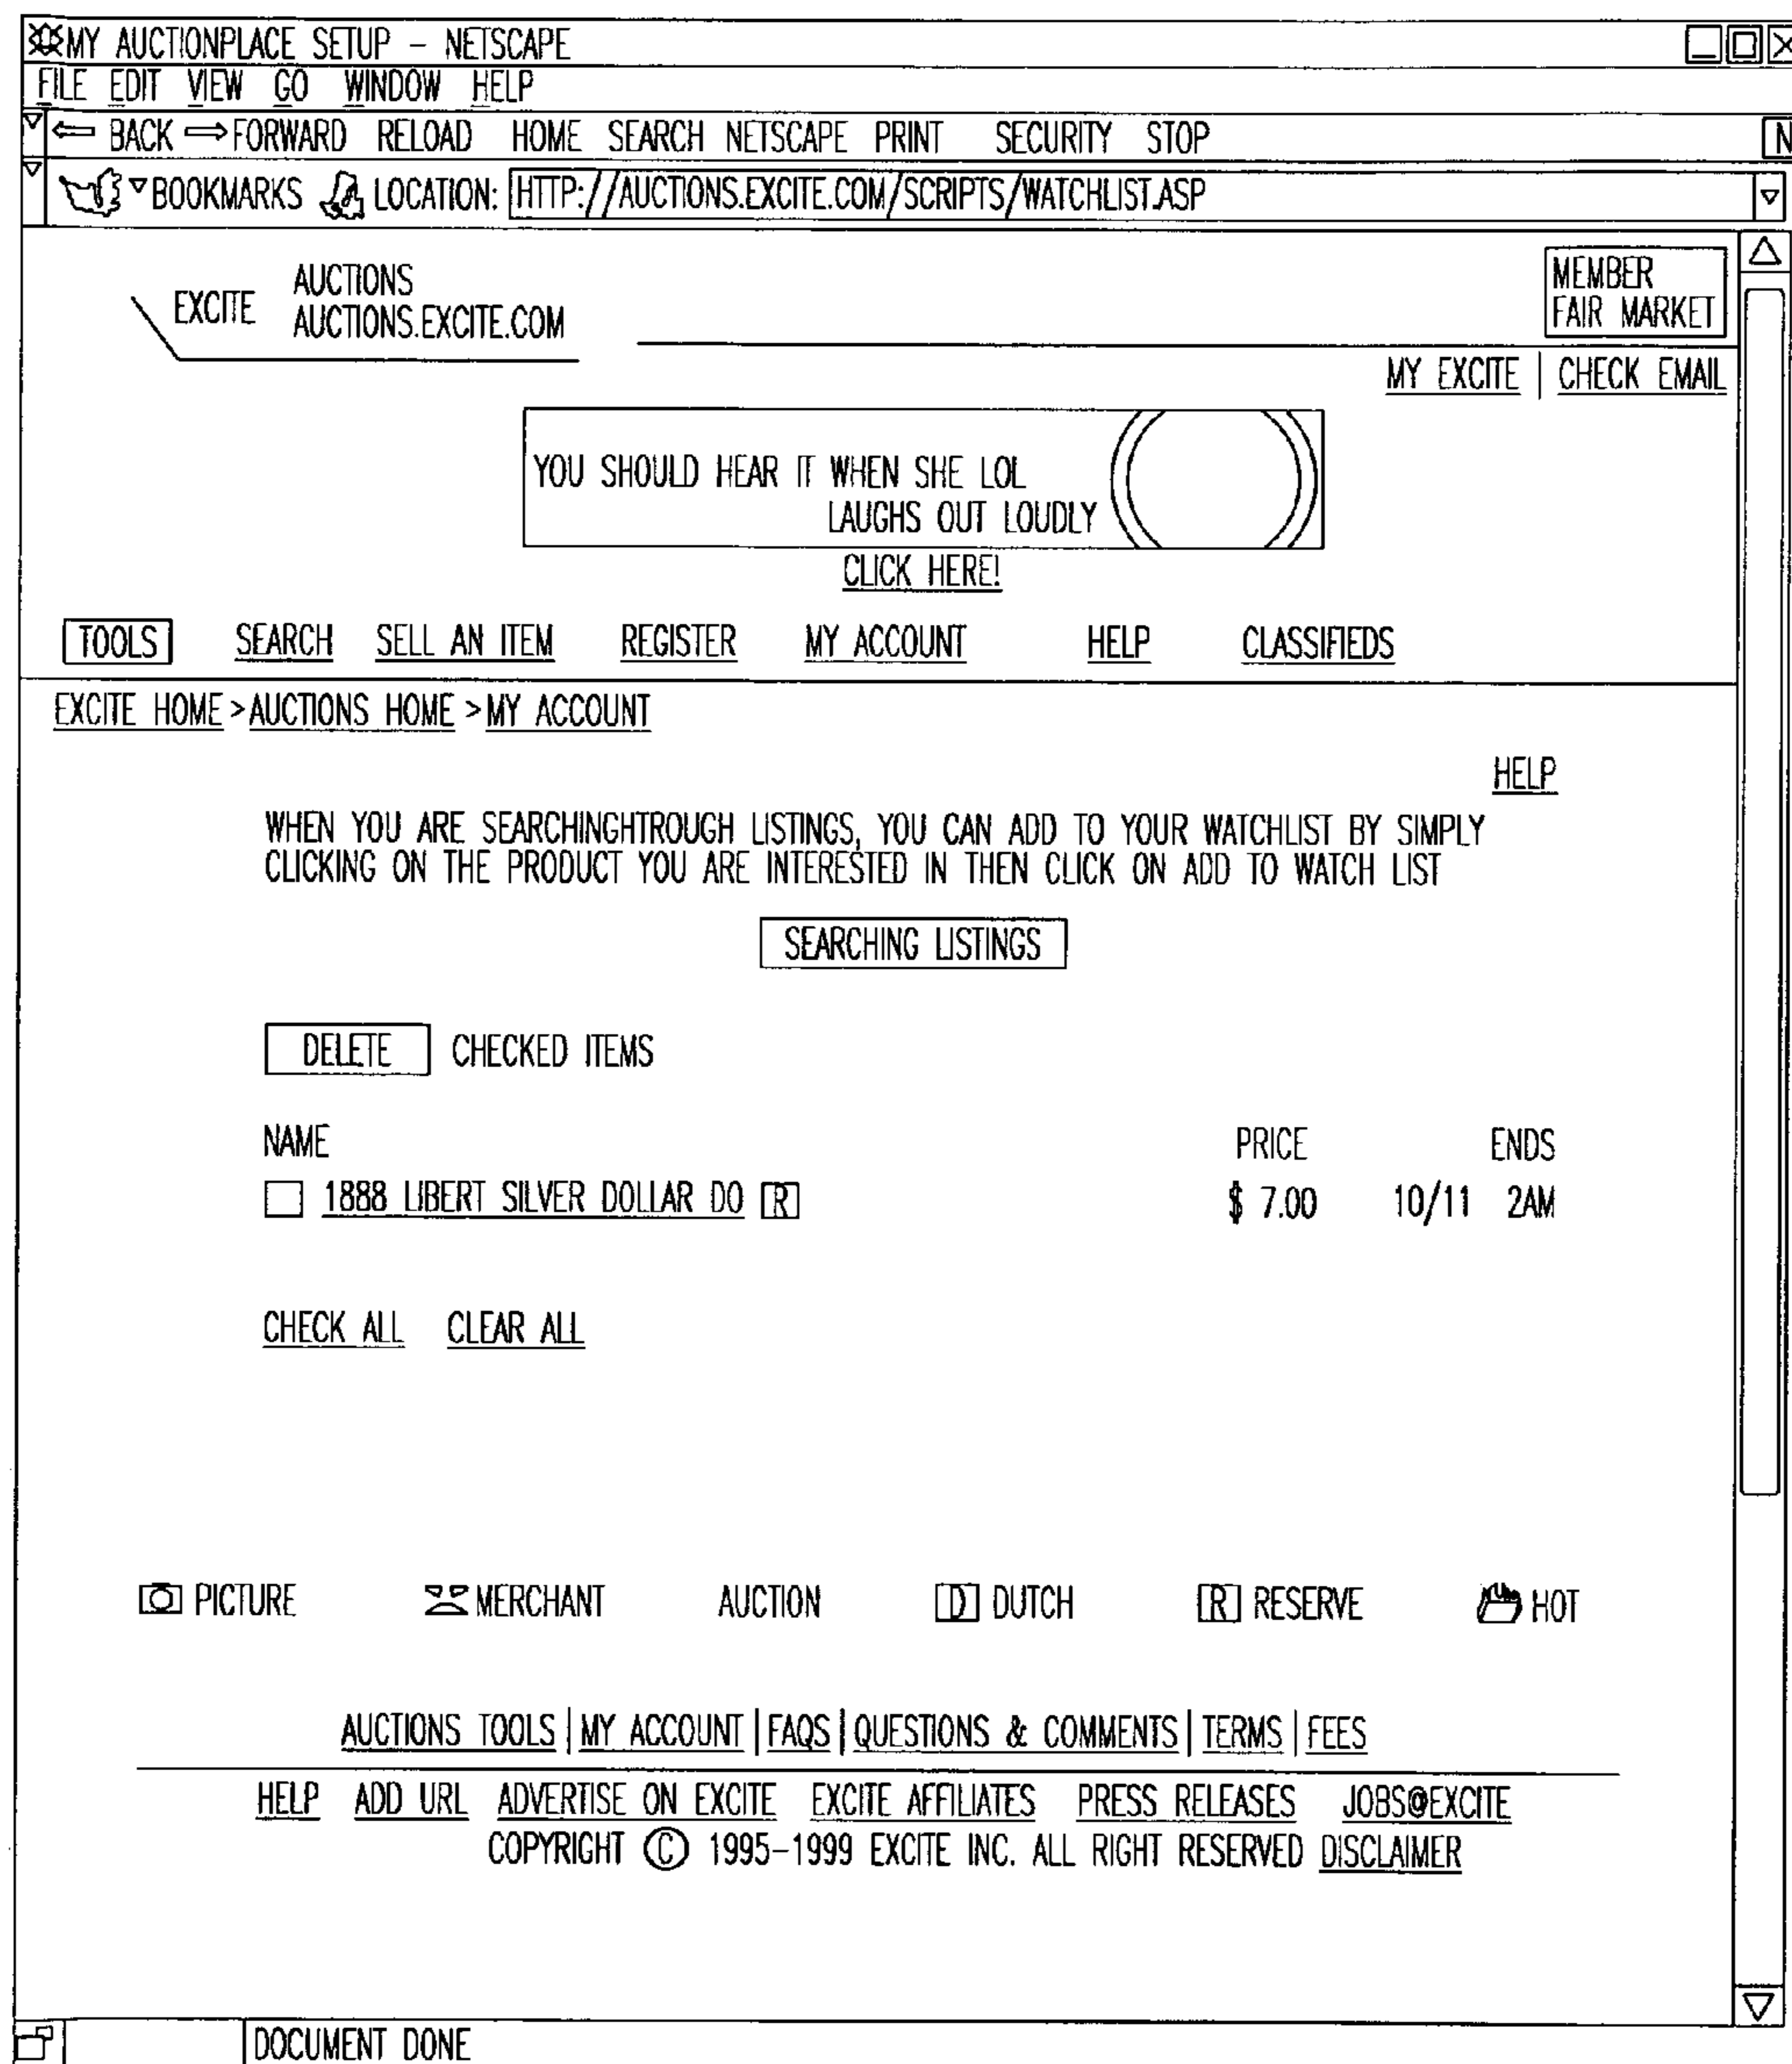 MY AUCTIONPLACE SETUP – NETSCAPE
FILE EDIT VIEW GO WINDOW HELP
BACK FORWARD RELOAD HOME SEARCH NETSCAPE PRINT SECURITY STOP N
BOOKMARKS LOCATION: HTTP://AUCTIONS.EXCITE.COM/SCRIPTS/WATCHLIST.ASP
EXCITE AUCTIONS
AUCTIONS.EXCITE.COM
MEMBER
FAIR MARKET
MY EXCITE | CHECK EMAIL
YOU SHOULD HEAR IT WHEN SHE LOL
LAUGHS OUT LOUDLY
CLICK HERE!
TOOLS SEARCH SELL AN ITEM REGISTER MY ACCOUNT HELP CLASSIFIEDS
EXCITE HOME > AUCTIONS HOME > MY ACCOUNT
HELP
WHEN YOU ARE SEARCHINGHTROUGH LISTINGS, YOU CAN ADD TO YOUR WATCHLIST BY SIMPLY
CLICKING ON THE PRODUCT YOU ARE INTERESTED IN THEN CLICK ON ADD TO WATCH LIST
SEARCHING LISTINGS
DELETE CHECKED ITEMS
NAME PRICE ENDS
1888 LIBERT SILVER DOLLAR DO R $ 7.00 10/11 2AM
CHECK ALL CLEAR ALL
PICTURE MERCHANT AUCTION D DUTCH R RESERVE HOT
AUCTIONS TOOLS | MY ACCOUNT | FAQS | QUESTIONS & COMMENTS | TERMS | FEES
HELP ADD URL ADVERTISE ON EXCITE EXCITE AFFILIATES PRESS RELEASES JOBS@EXCITE
COPYRIGHT © 1995–1999 EXCITE INC. ALL RIGHT RESERVED DISCLAIMER
DOCUMENT DONE